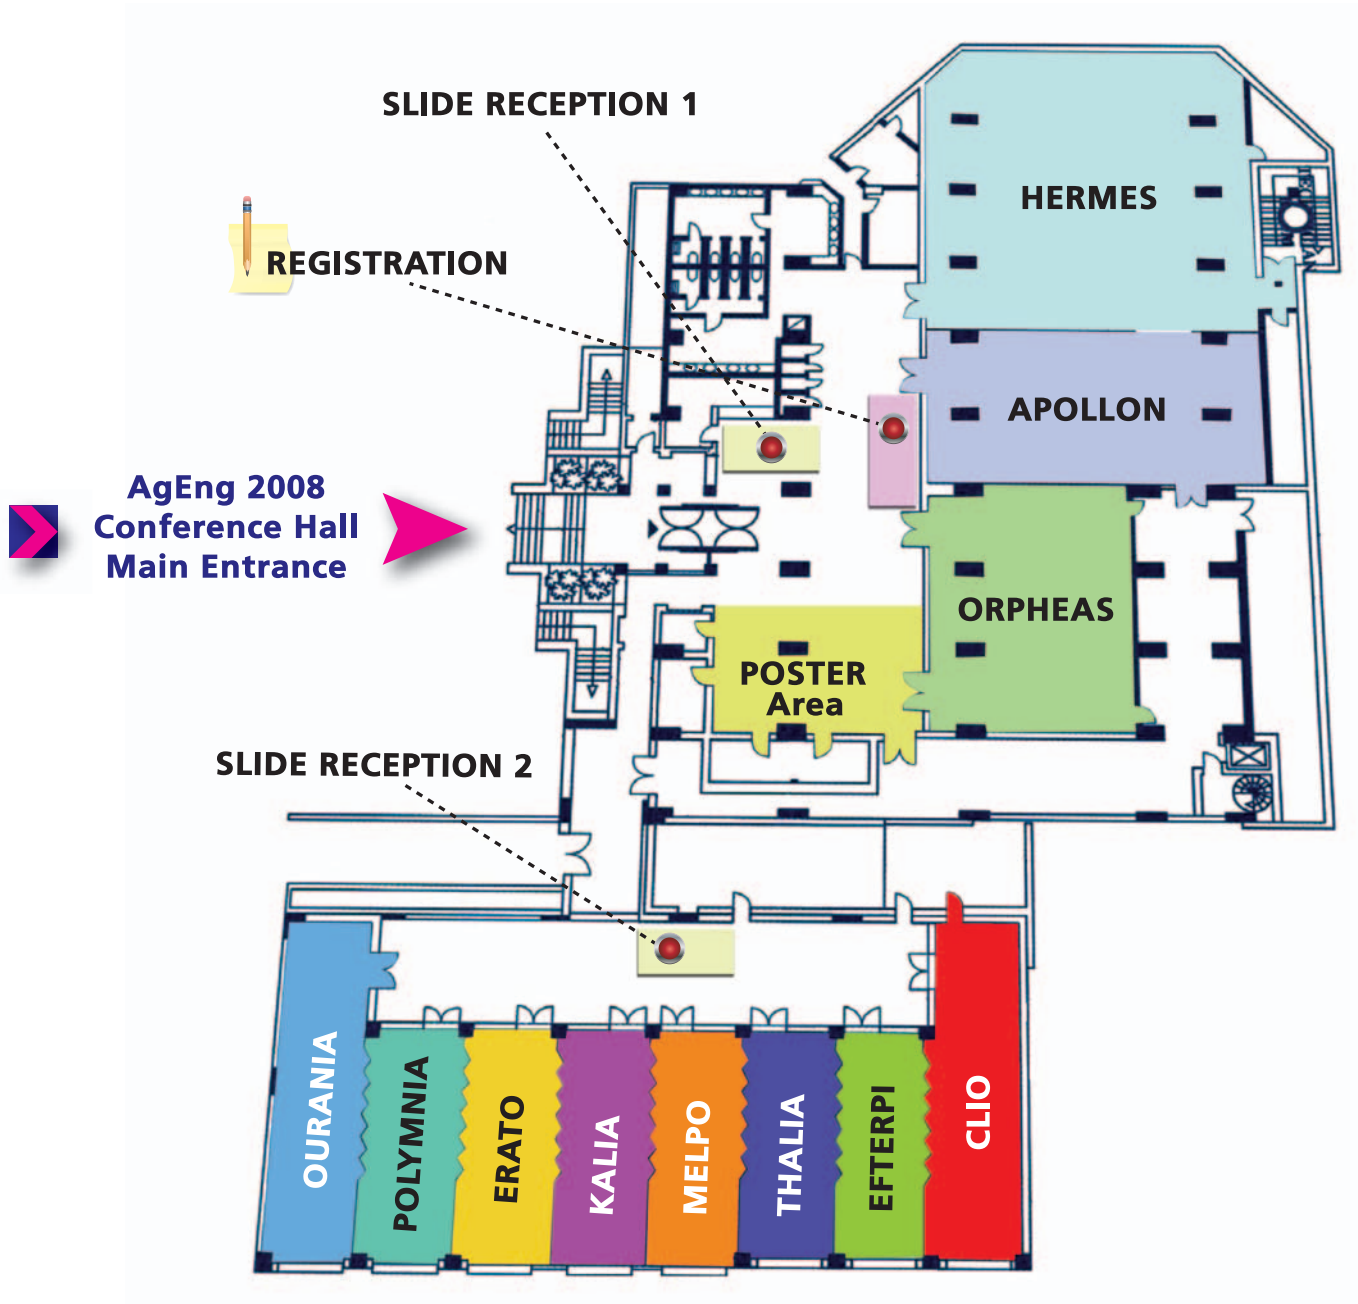 SLIDE RECEPTION 1
HERMES
REGISTRATION
APOLLON
AgEng 2008
Conference Hall
Main Entrance
ORPHEAS
POSTER
Area
SLIDE RECEPTION 2
OURANIA
POLYMNIA
ERATO
KALIA
MELPO
THALIA
EFTERPI
CLIO